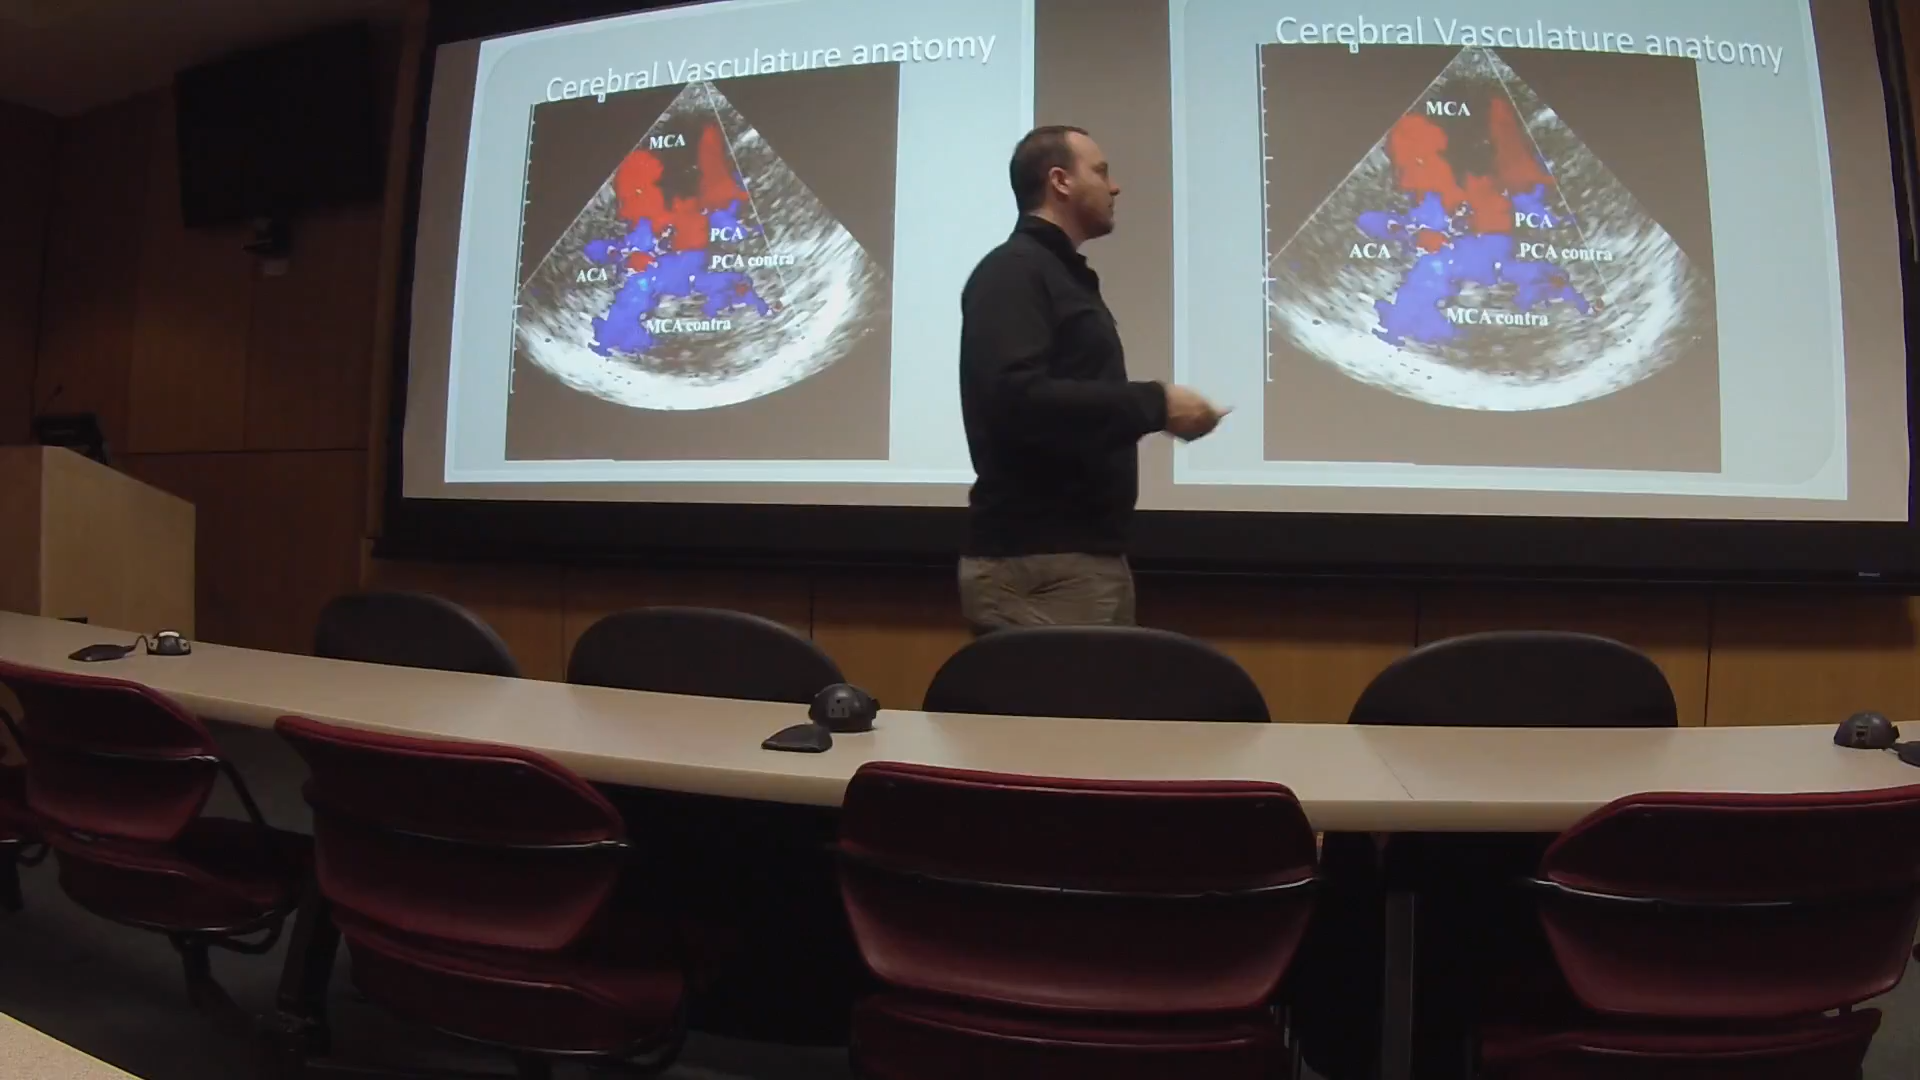 Cerebral Vasculature anatomy
MCA
PCA
PCA contra
ACA
MCA contra
Cerebral Vasculature anatomy
MCA
PCA
PCA contra
ACA
MCA contra